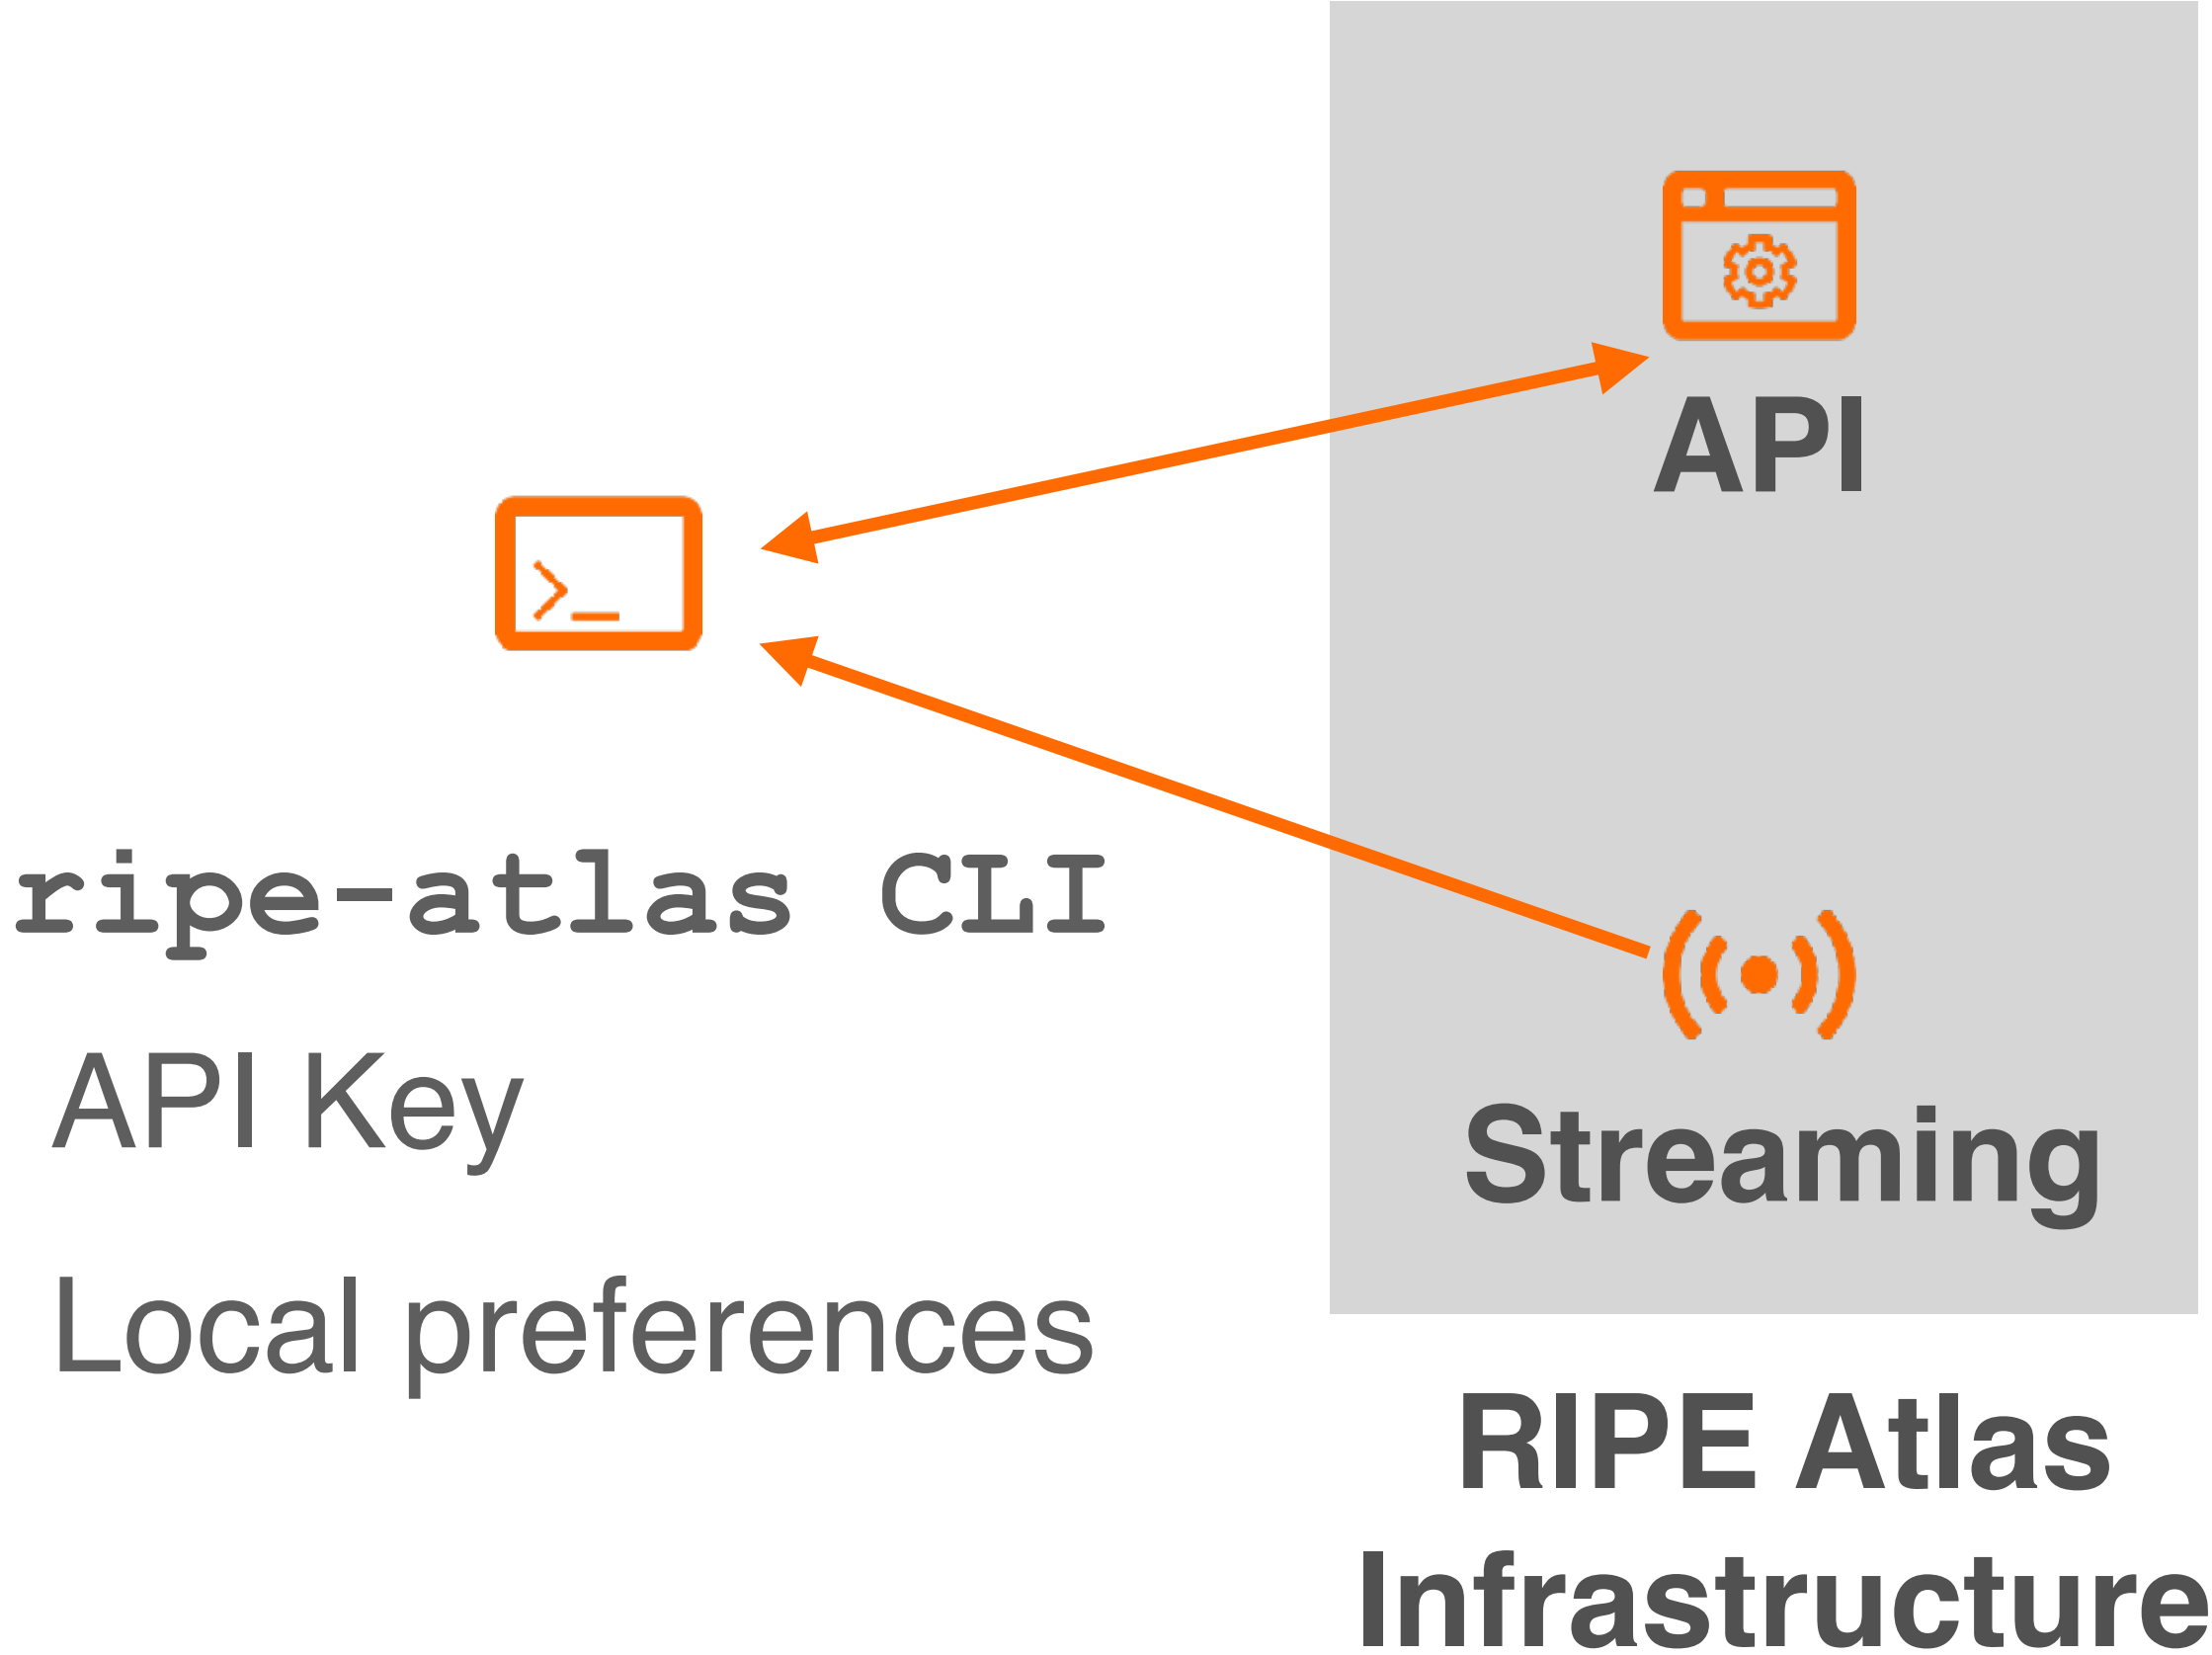 ripe-atlas CLI
API Key
Local preferences
API
Streaming
RIPE Atlas
Infrastructure